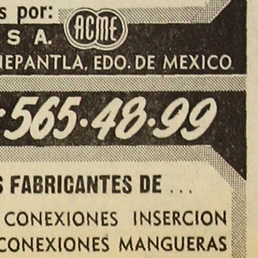 s por:
S A. ACME
NEPANTLA, EDO. DE MEXICO
565-48-99
S FABRICANTES DE ...
CONEXIONES INSERCION
CONEXIONES MANGUERAS